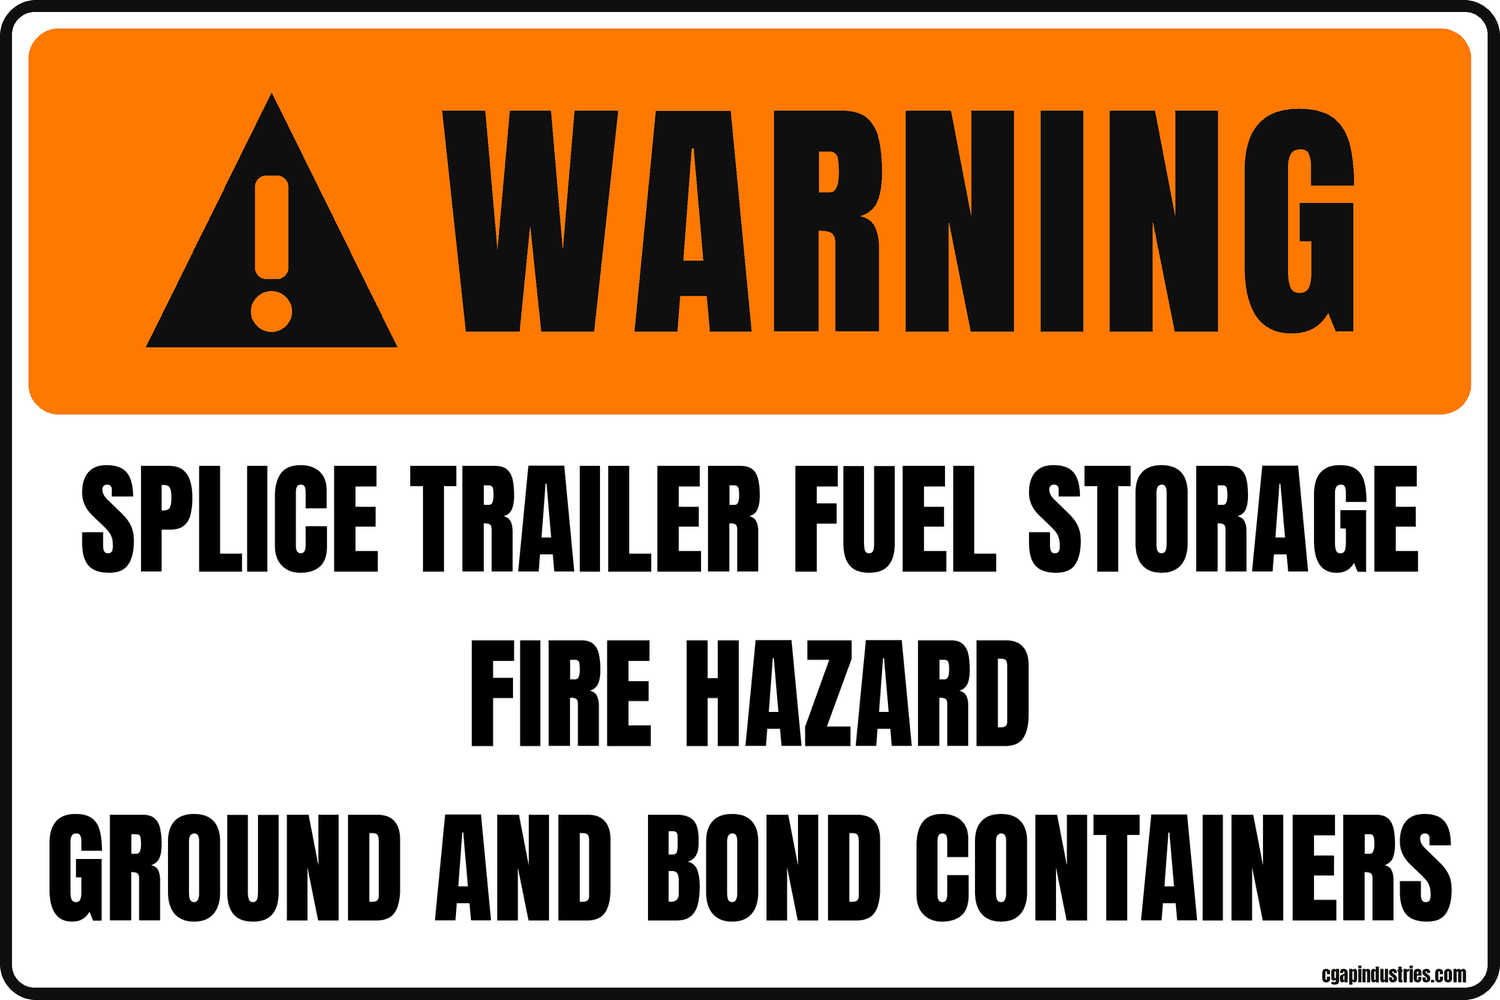 WARNING
SPLICE TRAILER FUEL STORAGE
FIRE HAZARD
GROUND AND BOND CONTAINERS
cgapindustries.com